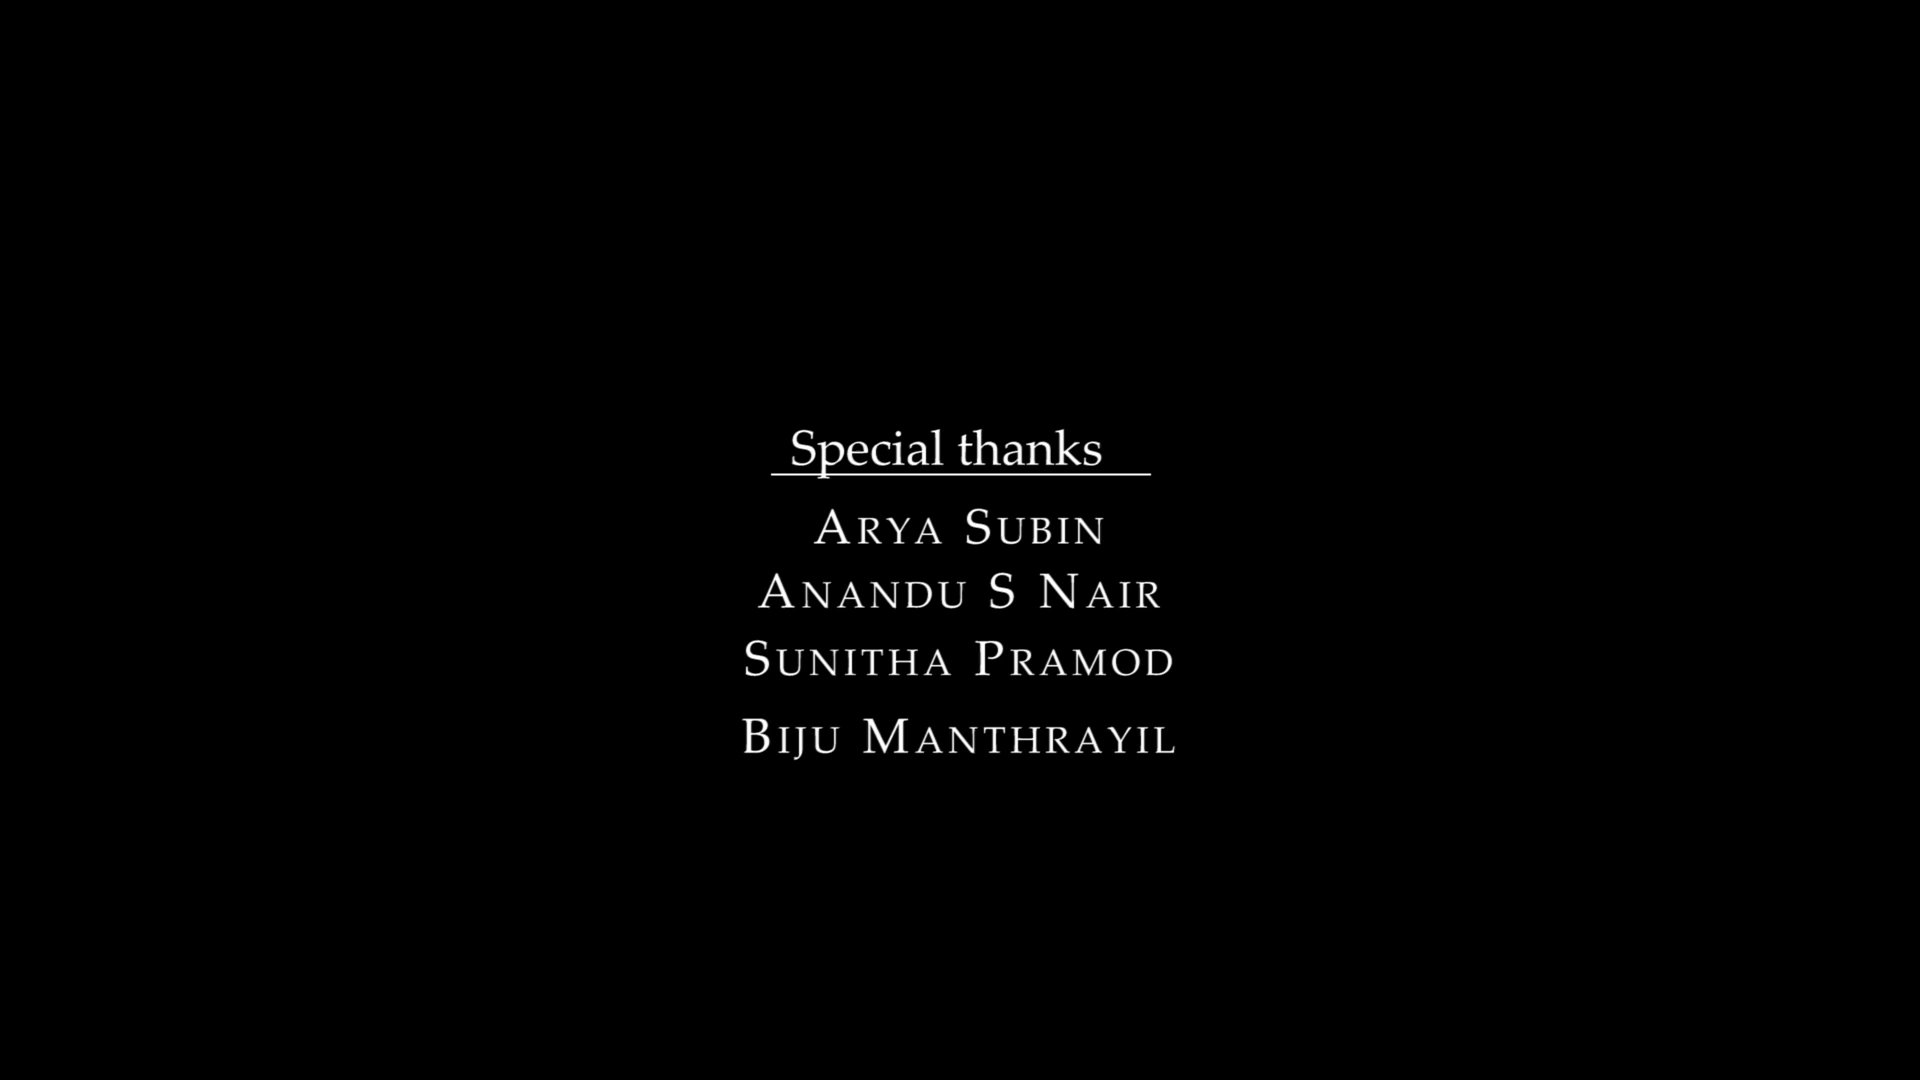 Special thanks
Arya Subin
Anandu S Nair
Sunitha Pramod
Biju Manthrayil